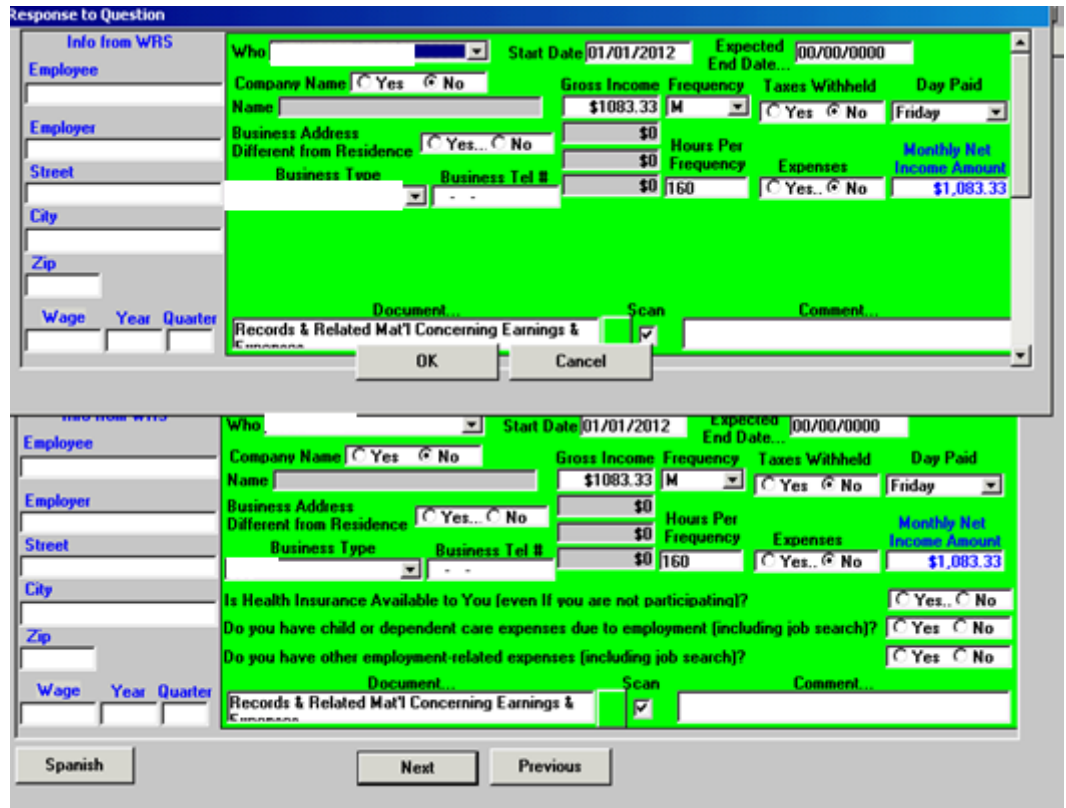 Response to Question
Info from WRS
Who
Start Date 01/01/2012
Expected End Date... 00/00/0000
Employee
Company Name Yes No
Gross Income Frequency Taxes Withheld Day Paid
Name
$1083.33 M Yes No Friday
Employer
Business Address
Different from Residence Yes... No
$0
Hours Per Frequency
$0
Expenses
Monthly Net Income Amount
Street
Business Type Business Tel #
$0 160 Yes.. No $1,083.33
- -
City
Zip
Wage Year Quarter
Document... Scan Comment...
Records & Related Mat'l Concerning Earnings &
OK Cancel
Who
Start Date 01/01/2012
End Date... 00/00/0000
Employee
Company Name Yes No
Gross Income Frequency Taxes Withheld Day Paid
Name
$1083.33 M Yes No Friday
Employer
Business Address
Different from Residence Yes... No
$0
Hours Per Frequency
$0
Expenses
Monthly Net Income Amount
Street
Business Type Business Tel #
$0 160 Yes.. No $1,083.33
- -
City
Is Health Insurance Available to You [even If you are not participating]? Yes.. No
Do you have child or dependent care expenses due to employment [including job search]? Yes No
Zip
Do you have other employment-related expenses [including job search]? Yes No
Wage Year Quarter
Document... Scan Comment...
Records & Related Mat'l Concerning Earnings &
Spanish Next Previous